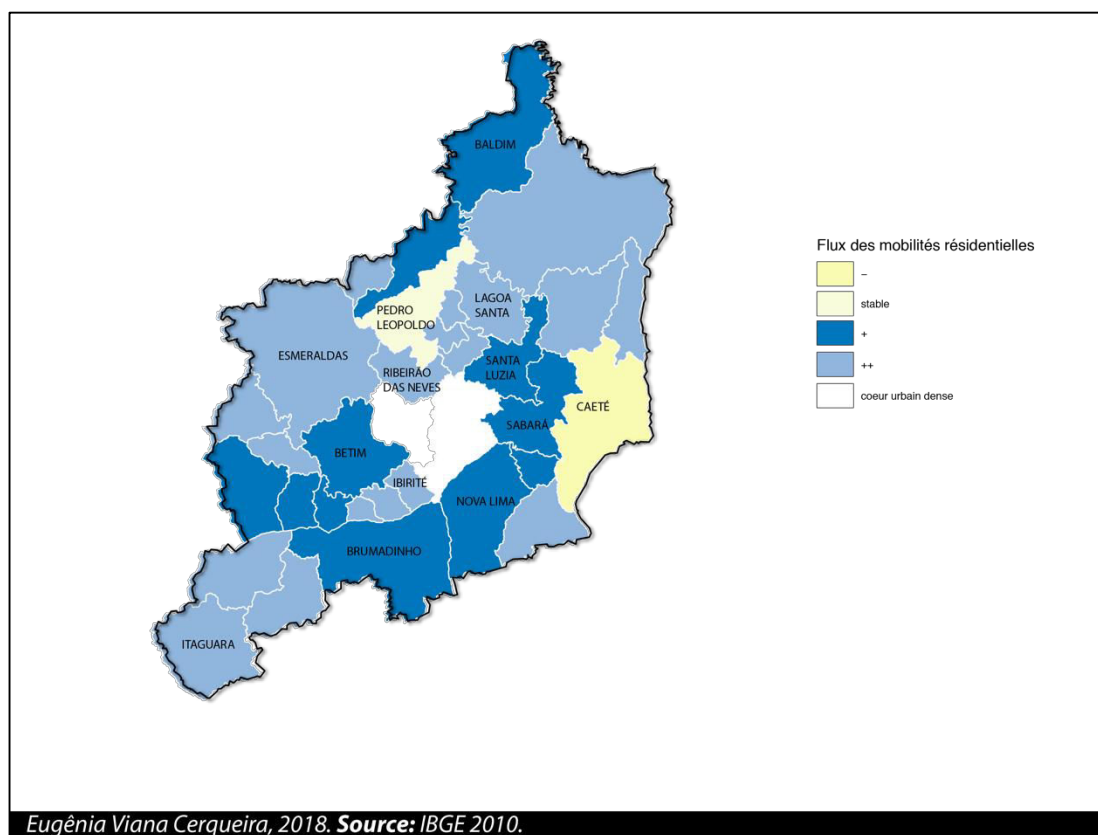 BALDIM
Flux des mobilités résidentielles
–
stable
+
++
coeur urbain dense
LAGOA
SANTA
PEDRO
LEOPOLDO
ESMERALDAS
RIBEIRÃO
DAS NEVES
SANTA
LUZIA
CAETÉ
SABARÁ
BETIM
IBIRITÉ
NOVA LIMA
BRUMADINHO
ITAGUARA
Eugênia Viana Cerqueira, 2018. Source: IBGE 2010.